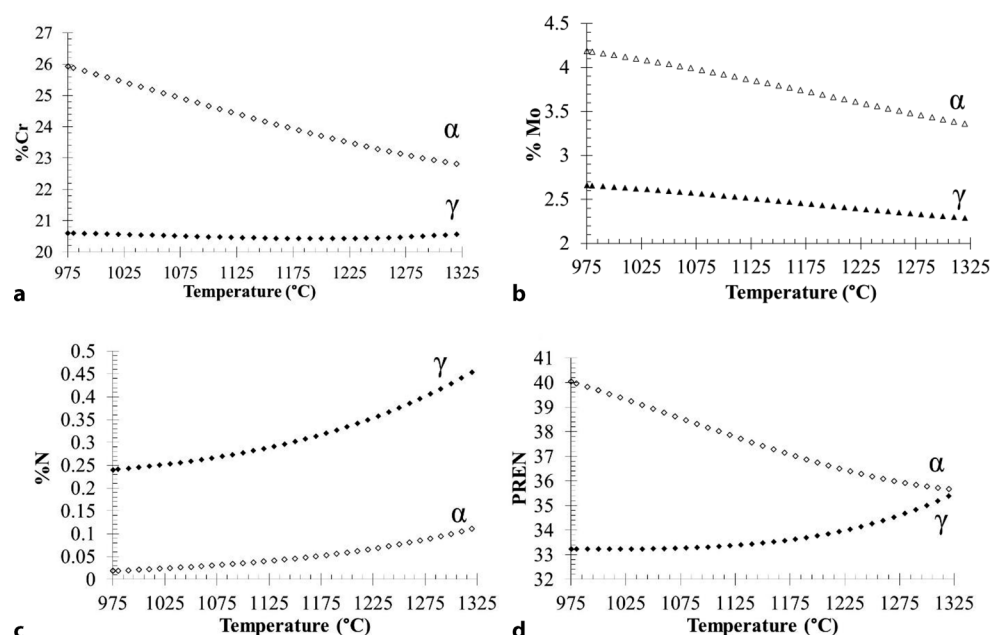 27
26
25
24
23
22
21
20
%Cr
α
γ
975 1025 1075 1125 1175 1225 1275 1325
Temperature (°C)
a
4.5
4
3.5
3
2.5
2
% Mo
α
γ
975 1025 1075 1125 1175 1225 1275 1325
Temperature (°C)
b
0.5
0.45
0.4
0.35
0.3
0.25
0.2
0.15
0.1
0.05
0
%N
γ
α
975 1025 1075 1125 1175 1225 1275 1325
Temperature (°C)
c
41
40
39
38
37
36
35
34
33
32
PREN
α
γ
975 1025 1075 1125 1175 1225 1275 1325
Temperature (°C)
d